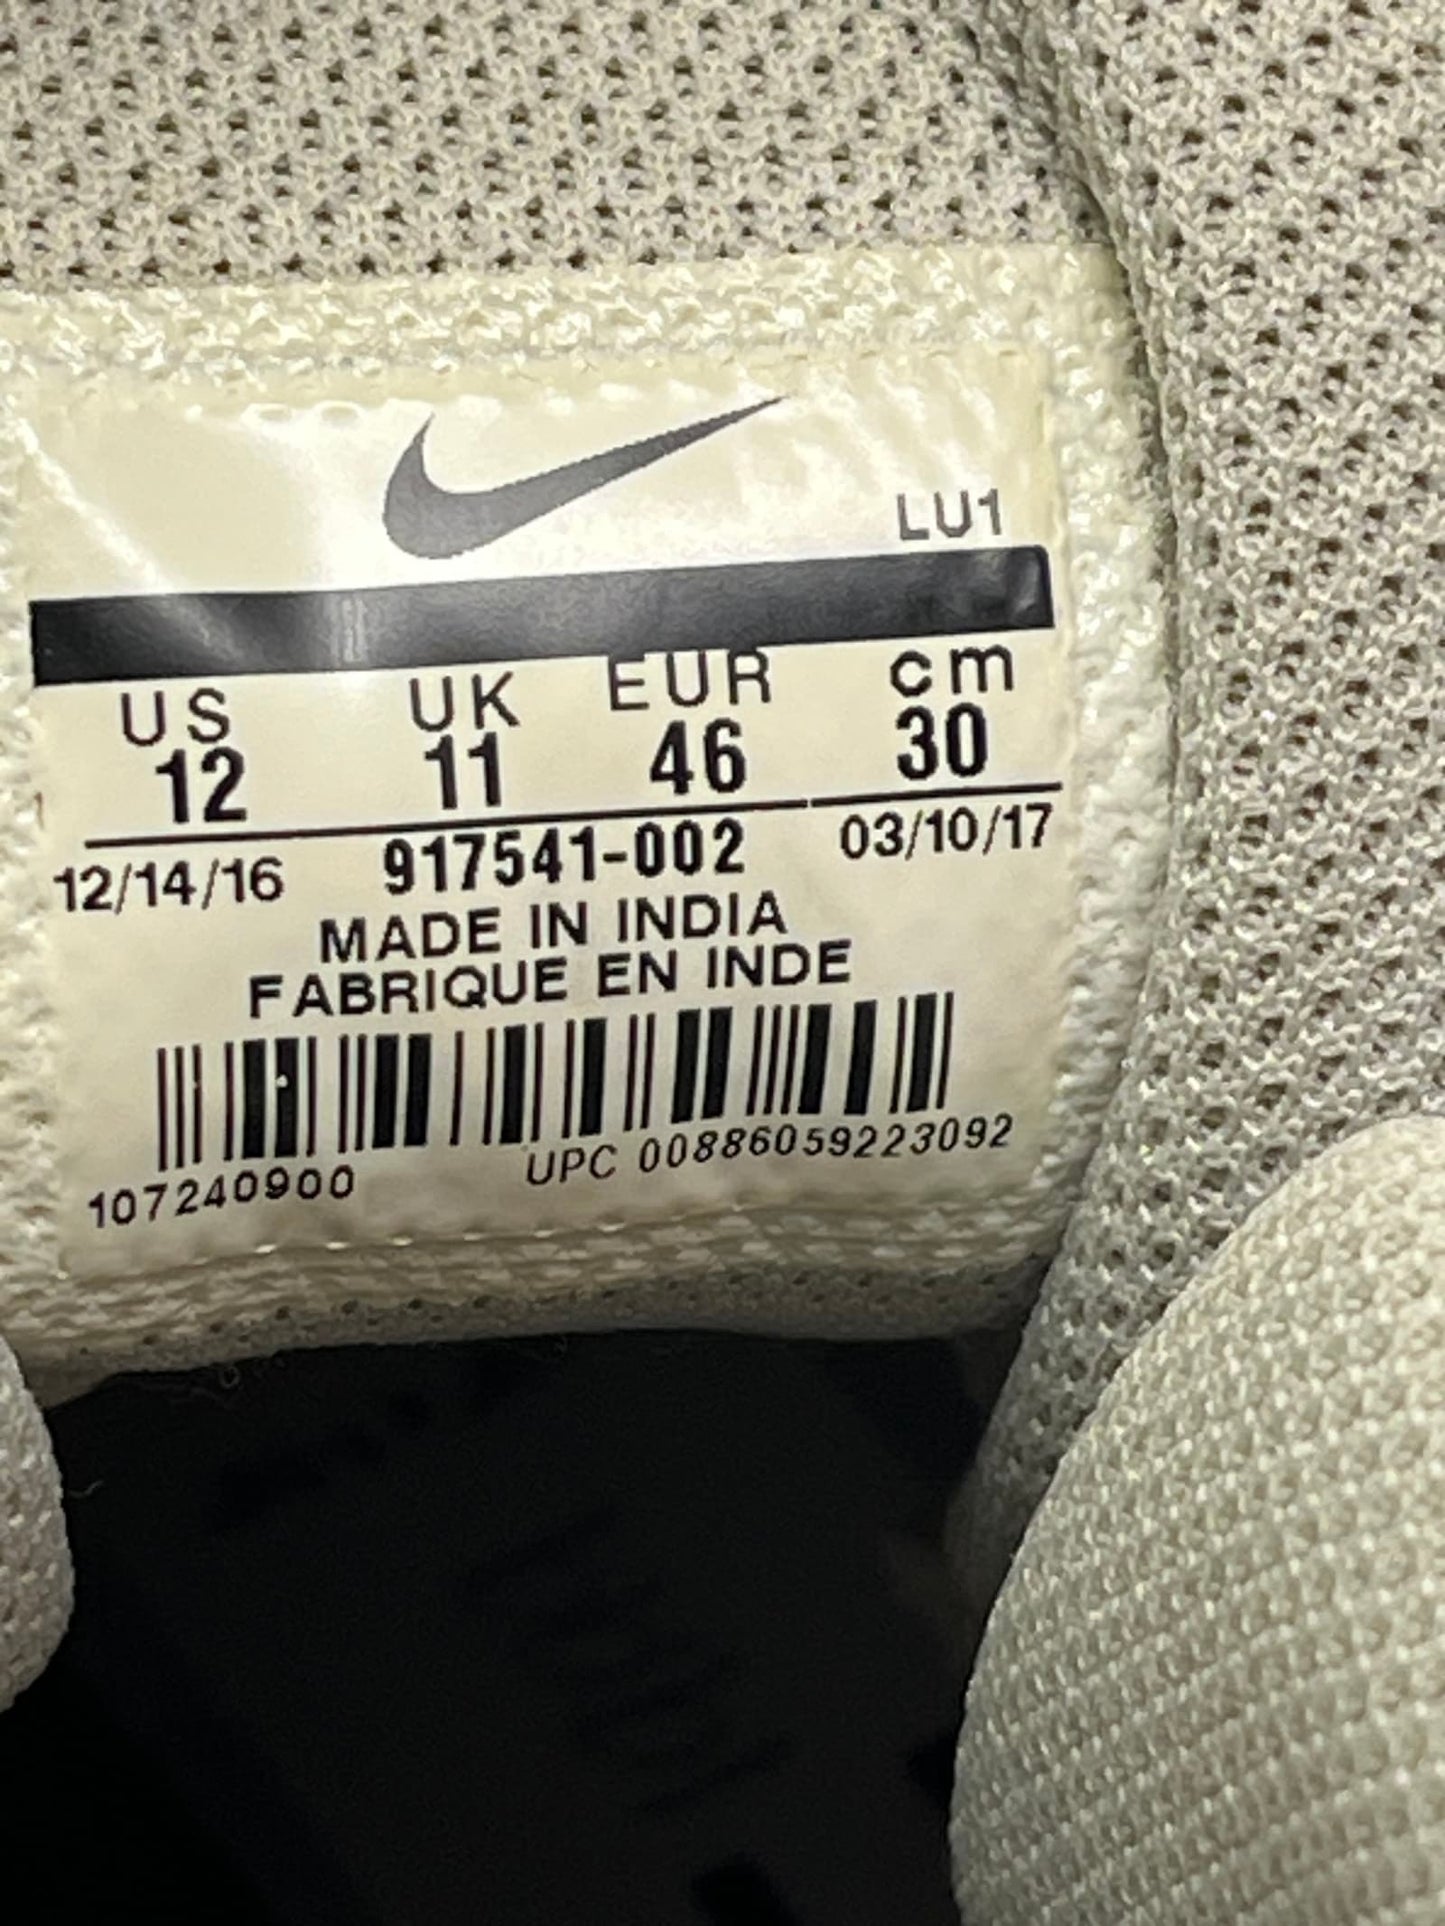 LU1
US UK EUR cm
12 11 46 30
12/14/16 917541-002 03/10/17
MADE IN INDIA
FABRIQUE EN INDE
107240900 UPC 00886059223092